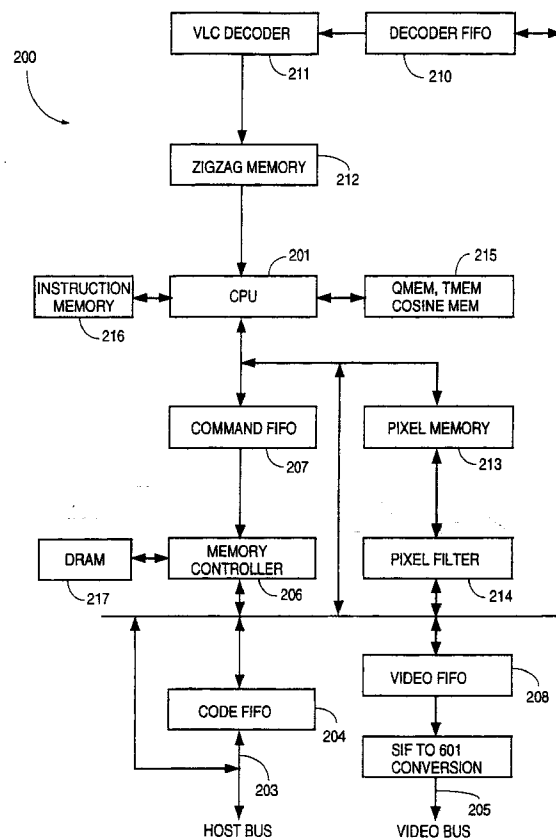 VLC DECODER
DECODER FIFO
200
211
210
ZIGZAG MEMORY
212
201
215
INSTRUCTION
MEMORY
CPU
QMEM, TMEM
COSINE MEM
216
COMMAND FIFO
PIXEL MEMORY
207
213
DRAM
MEMORY
CONTROLLER
PIXEL FILTER
217
206
214
CODE FIFO
VIDEO FIFO
204
208
SIF TO 601
CONVERSION
203
205
HOST BUS
VIDEO BUS